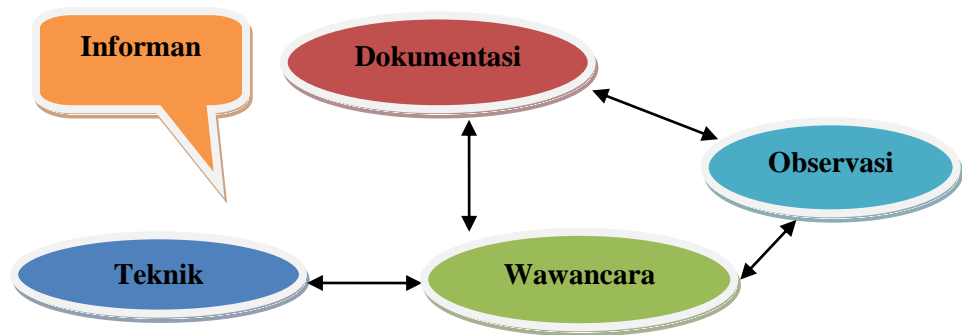 Informan
Dokumentasi
Observasi
Teknik
Wawancara